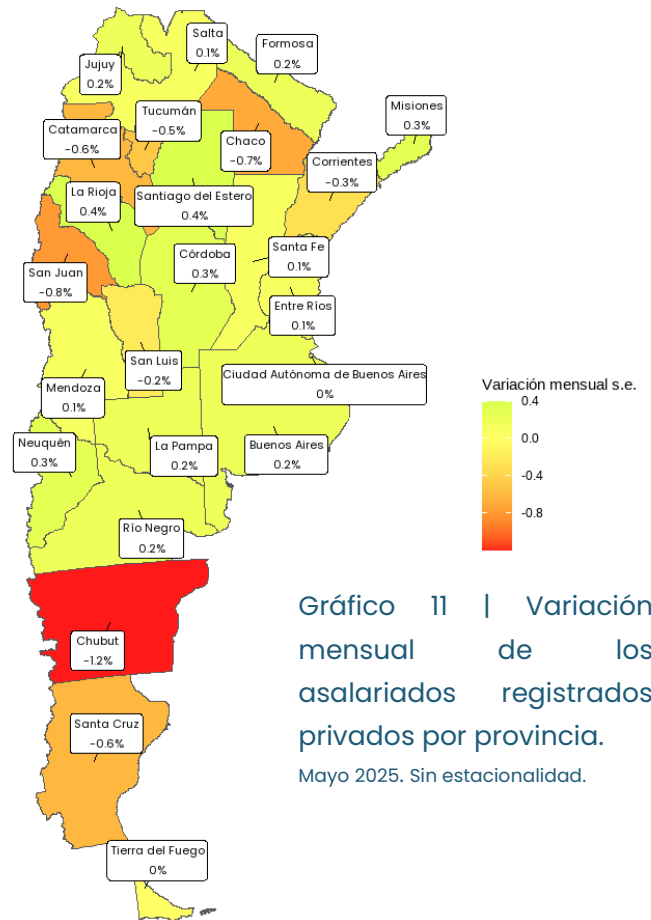 Salta
0.1%
Formosa
0.2%
Jujuy
0.2%
Misiones
0.3%
Tucumán
-0.5%
Catamarca
-0.6%
Chaco
-0.7%
Corrientes
-0.3%
La Rioja
0.4%
Santiago del Estero
0.4%
Santa Fe
0.1%
Córdoba
0.3%
San Juan
-0.8%
Entre Ríos
0.1%
San Luis
-0.2%
Ciudad Autónoma de Buenos Aires
0%
Mendoza
0.1%
Neuquén
0.3%
La Pampa
0.2%
Buenos Aires
0.2%
Río Negro
0.2%
Chubut
-1.2%
Santa Cruz
-0.6%
Tierra del Fuego
0%
Variación mensual s.e.
0.4
0.0
-0.4
-0.8
Gráfico 11 | Variación
mensual de los
asalariados registrados
privados por provincia.
Mayo 2025. Sin estacionalidad.